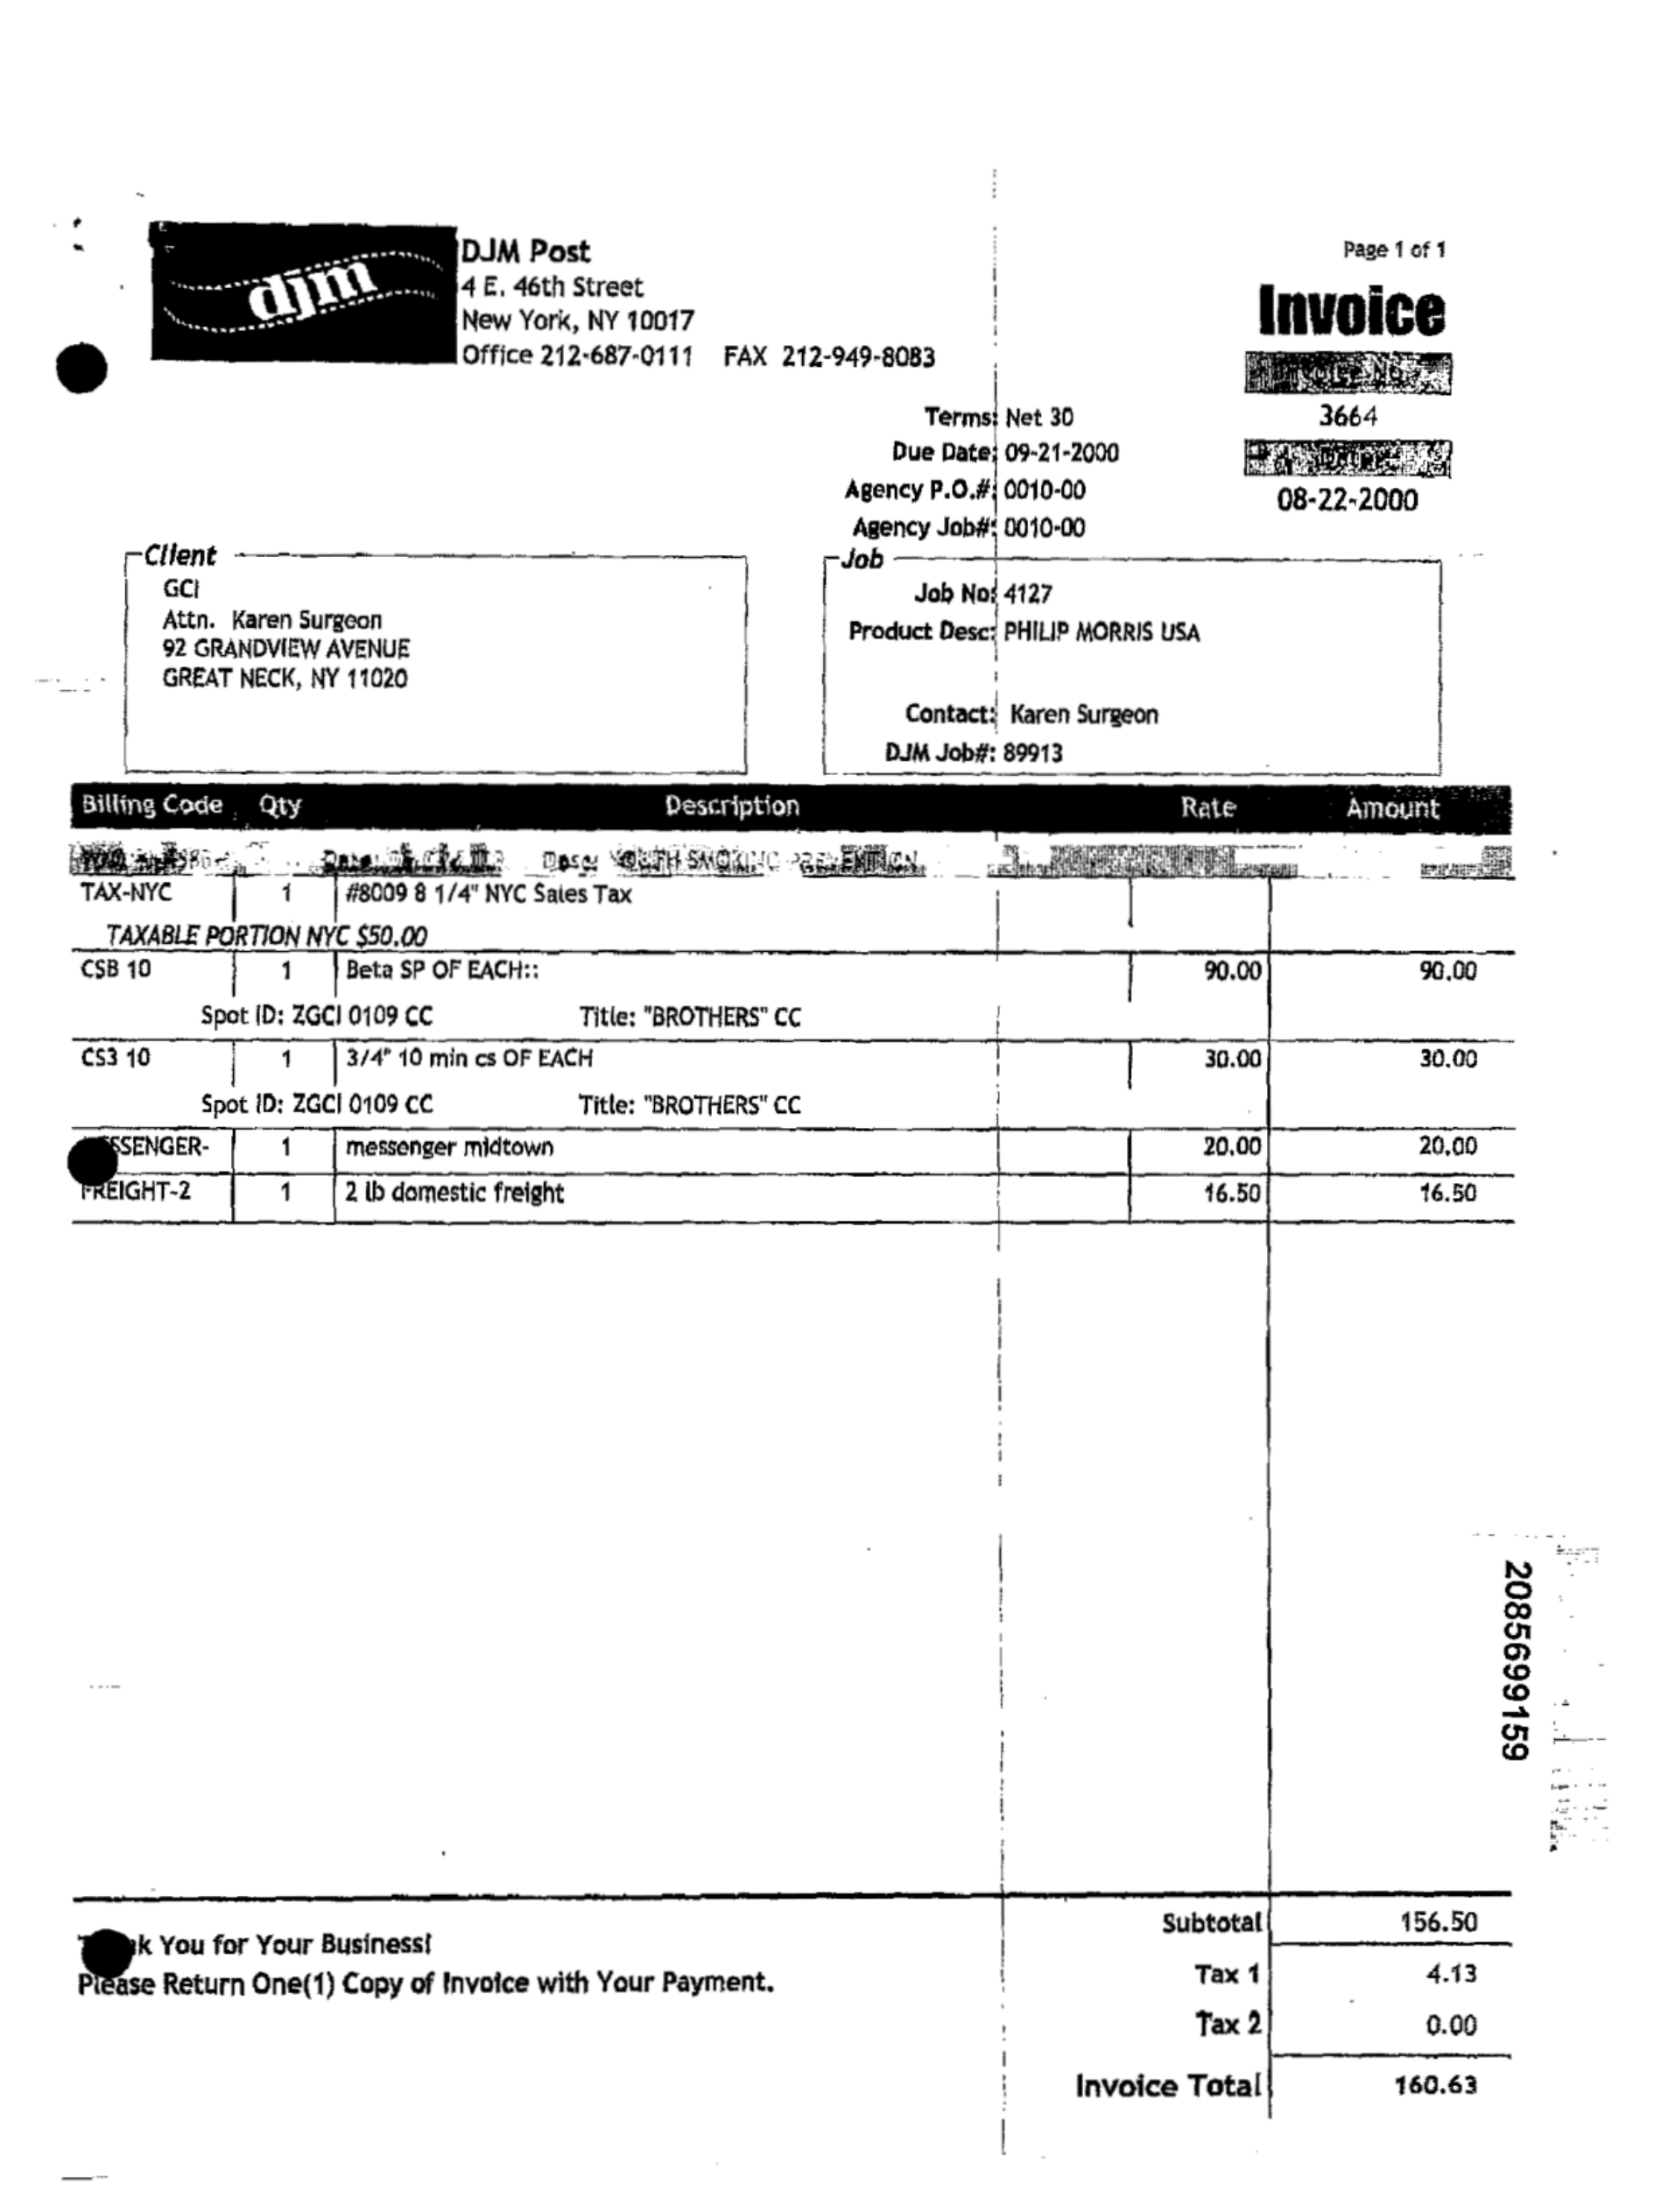 djm
DJM Post
4 E. 46th Street
New York, NY 10017
Office 212-687-0111 FAX 212-949-8083
Page 1 of 1
Invoice
Invoice No.
3664
Date
08-22-2000
Terms: Net 30
Due Date: 09-21-2000
Agency P.O.#: 0010-00
Agency Job#: 0010-00
Client
GCI
Attn. Karen Surgeon
92 GRANDVIEW AVENUE
GREAT NECK, NY 11020
Job
Job No: 4127
Product Desc: PHILIP MORRIS USA
Contact: Karen Surgeon
DJM Job#: 89913
Billing Code Qty Description Rate Amount
Desc: YOUTH SMOKING PREVENTION
TAX-NYC 1 #8009 8 1/4" NYC Sales Tax
TAXABLE PORTION NYC $50.00
CSB 10 1 Beta SP OF EACH:: 90.00 90.00
Spot ID: ZGCI 0109 CC Title: "BROTHERS" CC
CS3 10 1 3/4" 10 min cs OF EACH 30.00 30.00
Spot ID: ZGCI 0109 CC Title: "BROTHERS" CC
SSENGER- 1 messenger midtown 20.00 20.00
FREIGHT-2 1 2 lb domestic freight 16.50 16.50
2085699159
Subtotal 156.50
k You for Your Business!
Tax 1 4.13
Please Return One(1) Copy of Invoice with Your Payment.
Tax 2 0.00
Invoice Total 160.63